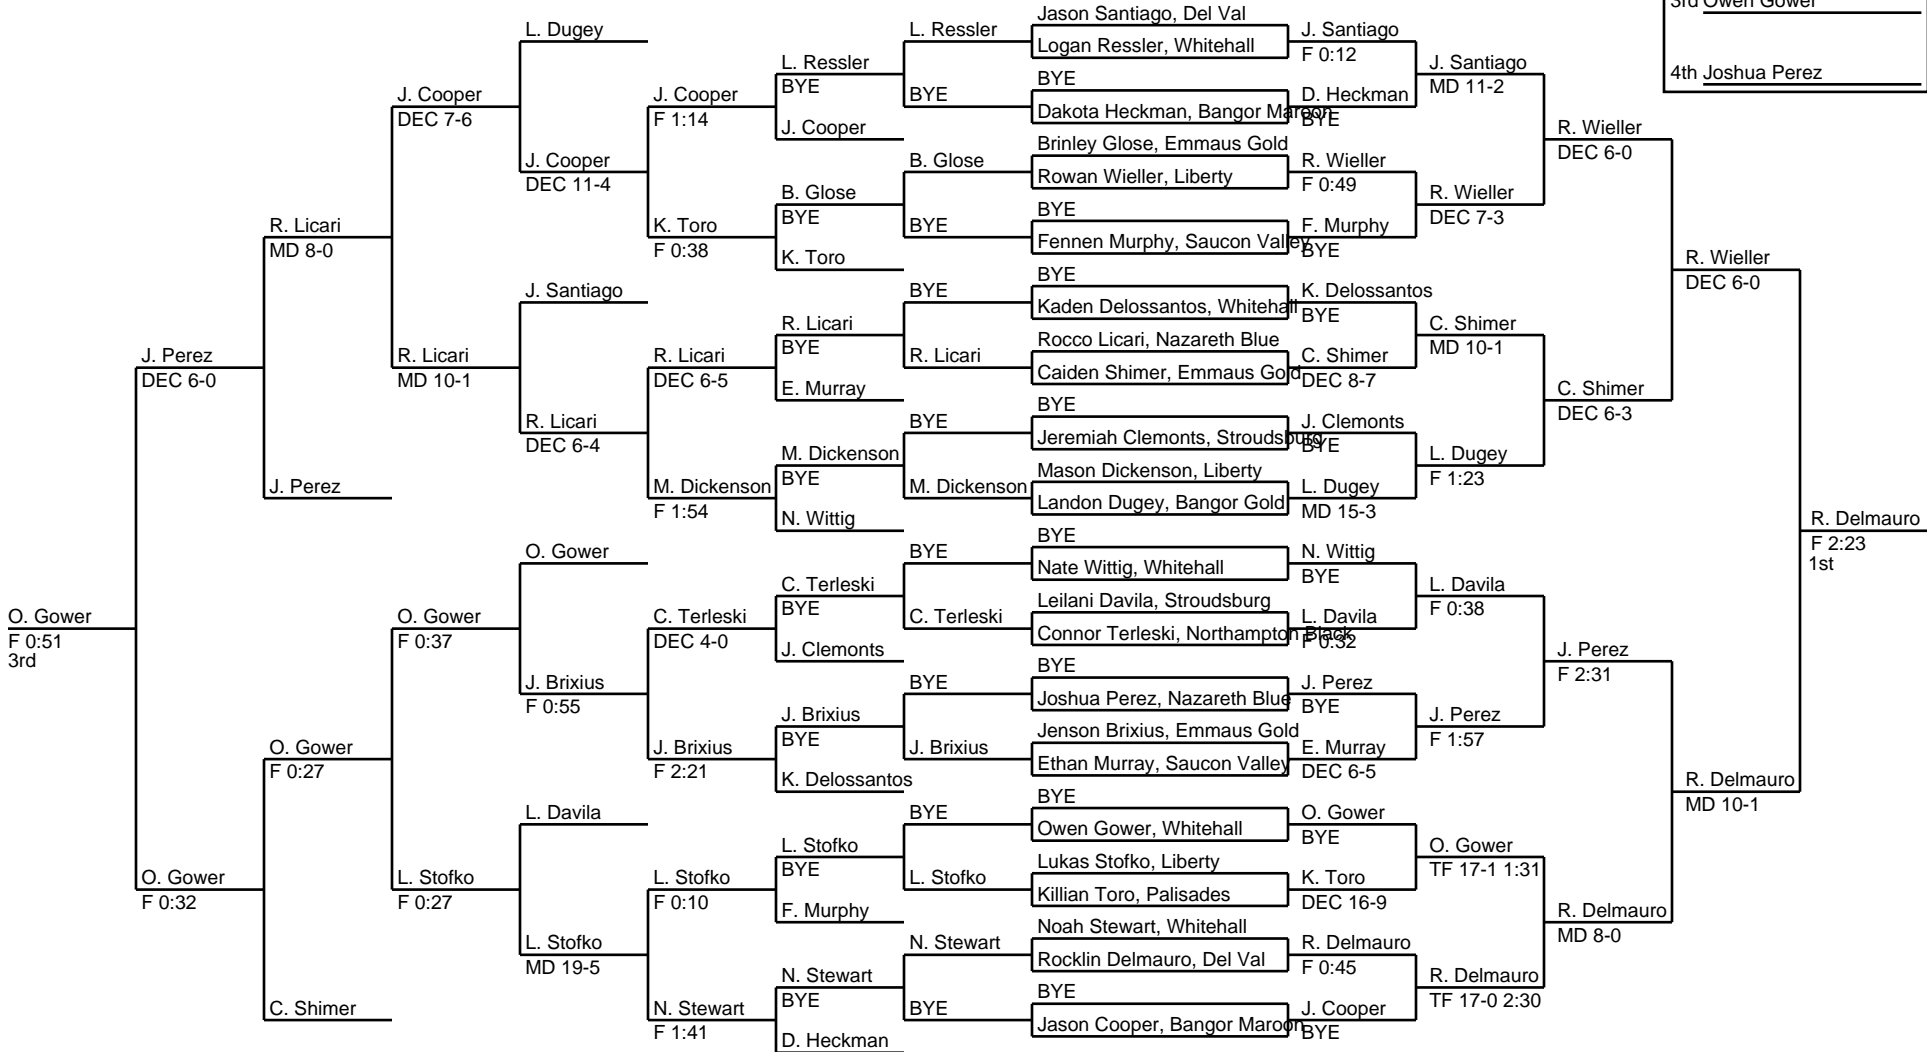 3rd Owen Gower
4th Joshua Perez
O. Gower
F 0:51
3rd
J. Perez
DEC 6-0
O. Gower
F 0:32
R. Licari
MD 8-0
J. Perez
O. Gower
F 0:27
C. Shimer
J. Cooper
DEC 7-6
R. Licari
MD 10-1
O. Gower
F 0:37
L. Stofko
F 0:27
L. Dugey
J. Cooper
DEC 11-4
J. Santiago
R. Licari
DEC 6-4
O. Gower
J. Brixius
F 0:55
L. Davila
L. Stofko
MD 19-5
J. Cooper
F 1:14
K. Toro
F 0:38
R. Licari
DEC 6-5
M. Dickenson
F 1:54
C. Terleski
DEC 4-0
J. Brixius
F 2:21
L. Stofko
F 0:10
N. Stewart
F 1:41
L. Ressler
BYE
J. Cooper
B. Glose
BYE
K. Toro
R. Licari
BYE
E. Murray
M. Dickenson
BYE
N. Wittig
C. Terleski
BYE
J. Clemonts
J. Brixius
BYE
K. Delossantos
L. Stofko
BYE
F. Murphy
N. Stewart
BYE
D. Heckman
L. Ressler
BYE
B. Glose
BYE
BYE
R. Licari
BYE
M. Dickenson
BYE
C. Terleski
BYE
J. Brixius
BYE
L. Stofko
N. Stewart
BYE
Jason Santiago, Del Val
Logan Ressler, Whitehall
BYE
Dakota Heckman, Bangor Maroon
Brinley Glose, Emmaus Gold
Rowan Wieller, Liberty
BYE
Fennen Murphy, Saucon Valley
BYE
Kaden Delossantos, Whitehall
Rocco Licari, Nazareth Blue
Caiden Shimer, Emmaus Gold
BYE
Jeremiah Clemonts, Stroudsburg
Mason Dickenson, Liberty
Landon Dugey, Bangor Gold
BYE
Nate Wittig, Whitehall
Leilani Davila, Stroudsburg
Connor Terleski, Northampton Black
BYE
Joshua Perez, Nazareth Blue
Jenson Brixius, Emmaus Gold
Ethan Murray, Saucon Valley
BYE
Owen Gower, Whitehall
Lukas Stofko, Liberty
Killian Toro, Palisades
Noah Stewart, Whitehall
Rocklin Delmauro, Del Val
BYE
Jason Cooper, Bangor Maroon
J. Santiago
F 0:12
D. Heckman
BYE
R. Wieller
F 0:49
F. Murphy
BYE
K. Delossantos
BYE
C. Shimer
DEC 8-7
J. Clemonts
BYE
L. Dugey
MD 15-3
N. Wittig
BYE
L. Davila
F 0:32
J. Perez
BYE
E. Murray
DEC 6-5
O. Gower
BYE
K. Toro
DEC 16-9
R. Delmauro
F 0:45
J. Cooper
BYE
J. Santiago
MD 11-2
R. Wieller
DEC 7-3
C. Shimer
MD 10-1
L. Dugey
F 1:23
L. Davila
F 0:38
J. Perez
F 1:57
O. Gower
TF 17-1 1:31
R. Delmauro
TF 17-0 2:30
R. Wieller
DEC 6-0
C. Shimer
DEC 6-3
J. Perez
F 2:31
R. Delmauro
MD 8-0
R. Wieller
DEC 6-0
R. Delmauro
MD 10-1
R. Delmauro
F 2:23
1st